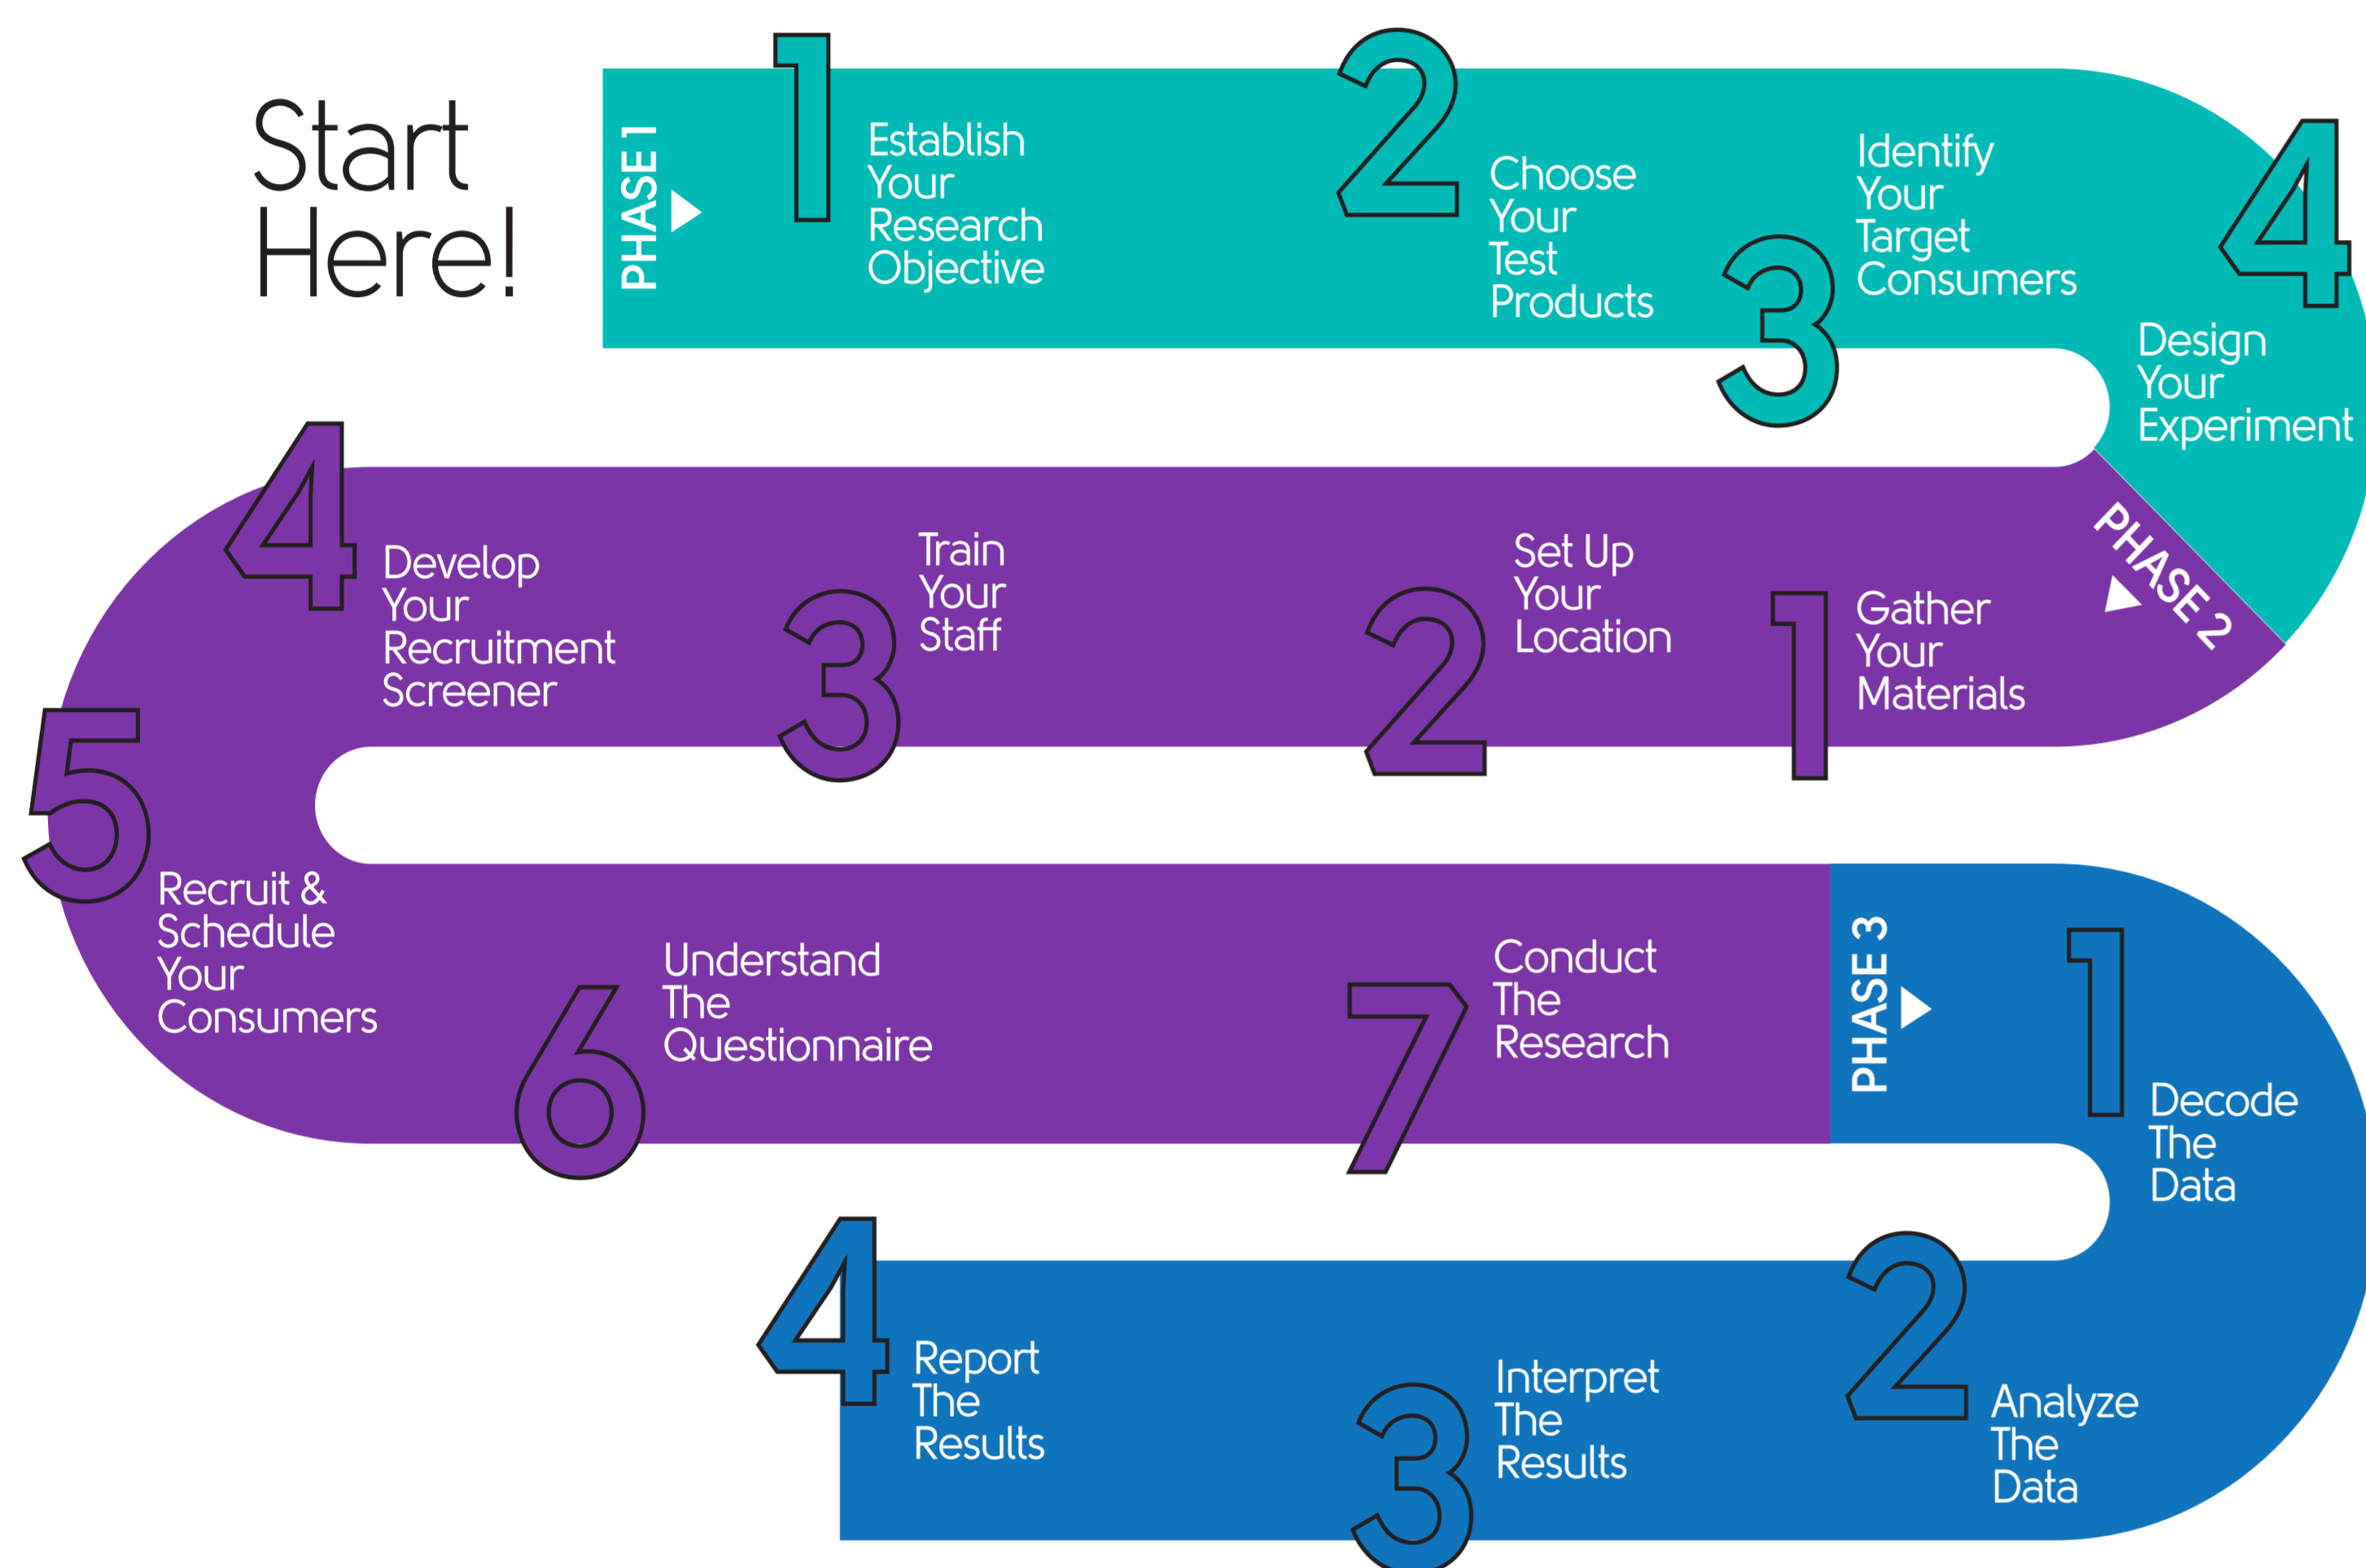 Start
Here!
PHASE 1
1
Establish
Your
Research
Objective
2
Choose
Your
Test
Products
3
Identify
Your
Target
Consumers
4
Design
Your
Experiment
PHASE 2
1
Gather
Your
Materials
2
Set Up
Your
Location
3
Train
Your
Staff
4
Develop
Your
Recruitment
Screener
5
Recruit &
Schedule
Your
Consumers
6
Understand
The
Questionnaire
7
Conduct
The
Research
PHASE 3
1
Decode
The
Data
2
Analyze
The
Data
3
Interpret
The
Results
4
Report
The
Results